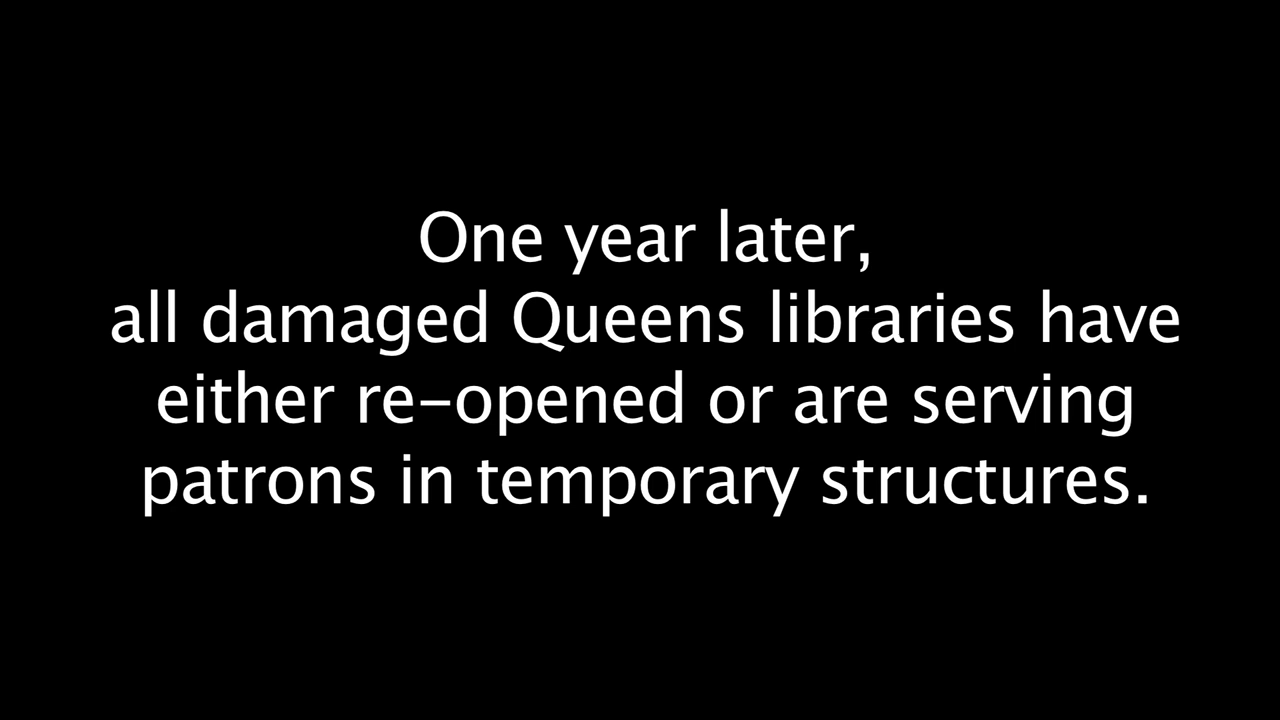 One year later,
all damaged Queens libraries have
either re-opened or are serving
patrons in temporary structures.